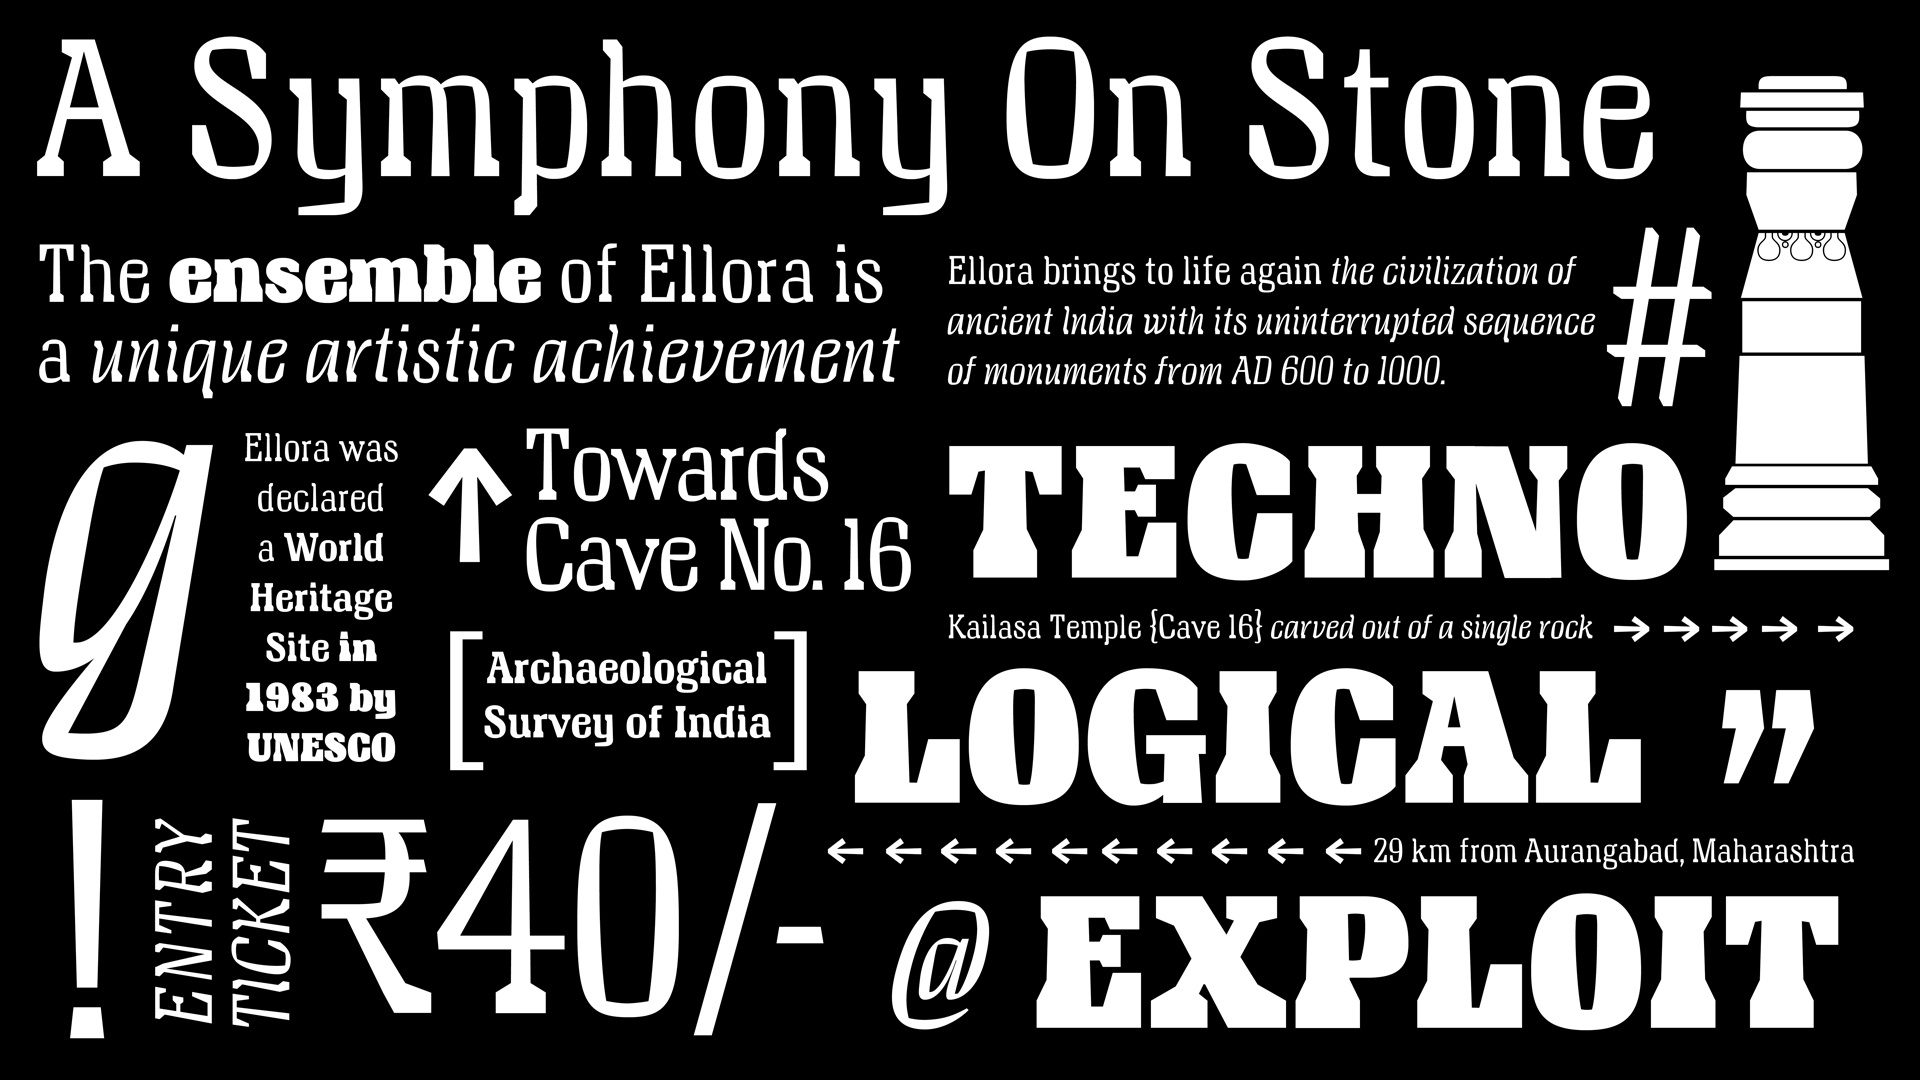 A Symphony On Stone
The ensemble of Ellora is
a unique artistic achievement
Ellora brings to life again the civilization of
ancient India with its uninterrupted sequence
of monuments from AD 600 to 1000.
#
g
Ellora was
declared
a World
Heritage
Site in
1983 by
UNESCO
↑ Towards
Cave No. 16
[Archaeological
Survey of India]
TECHNO
Kailasa Temple {Cave 16} carved out of a single rock → → → → →
LOGICAL ”
← ← ← ← ← ← ← ← ← ← 29 km from Aurangabad, Maharashtra
@ EXPLOIT
!
ENTRY
TICKET
₹40/-